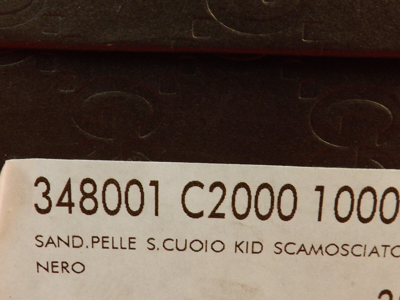 348001 C2000 1000
SAND.PELLE S.CUOIO KID SCAMOSCIATO
NERO